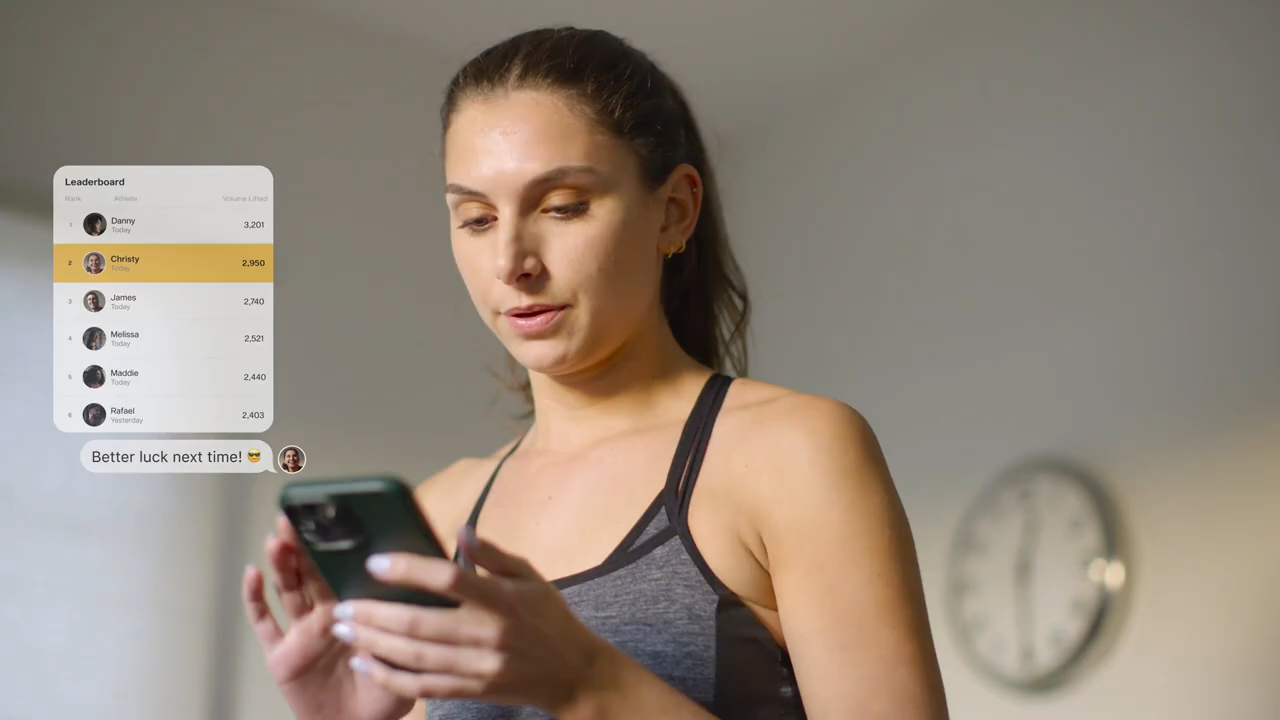 Leaderboard
Rank Athlete Volume Lifted
1 Danny 3,201
Today
2 Christy 2,950
Today
3 James 2,740
Today
4 Melissa 2,521
Today
5 Maddie 2,440
Today
6 Rafael 2,403
Yesterday
Better luck next time! 😎